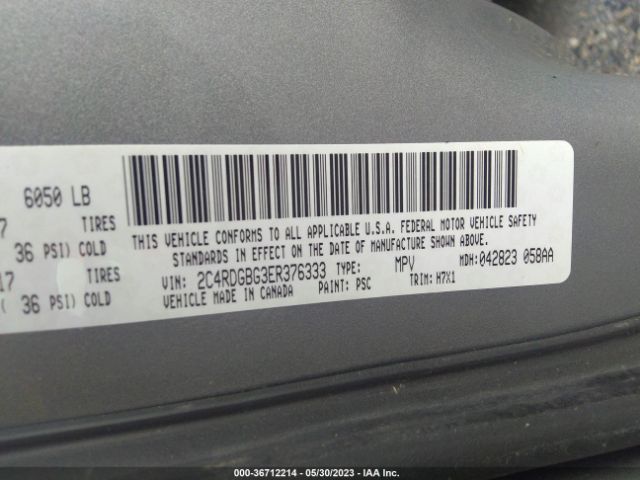 6050 LB
7 TIRES
36 PSI) COLD
17 TIRES
( 36 PSI) COLD
THIS VEHICLE CONFORMS TO ALL APPLICABLE U.S.A. FEDERAL MOTOR VEHICLE SAFETY
STANDARDS IN EFFECT ON THE DATE OF MANUFACTURE SHOWN ABOVE.
VIN: 2C4RDGBG3ER376333 TYPE: MPV MDH: 042823 058AA
VEHICLE MADE IN CANADA PAINT: PSC TRIM: H7X1
000-36712214 - 05/30/2023 - IAA Inc.